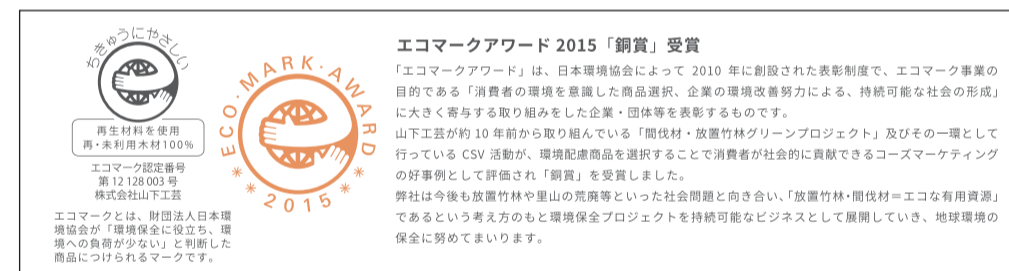 ちきゅうにやさしい
再生材料を使用
再・未利用木材100%
エコマーク認定番号
第 12 128 003 号
株式会社山下工芸
エコマークとは、財団法人日本環
境協会が「環境保全に役立ち、環
境への負荷が少ない」と判断した
商品につけられるマークです。
ECO・MARK・AWARD
**2015**
エコマークアワード 2015「銅賞」受賞
「エコマークアワード」は、日本環境協会によって 2010 年に創設された表彰制度で、エコマーク事業の
目的である「消費者の環境を意識した商品選択、企業の環境改善努力による、持続可能な社会の形成」
に大きく寄与する取り組みをした企業・団体等を表彰するものです。
山下工芸が約 10 年前から取り組んでいる「間伐材・放置竹林グリーンプロジェクト」及びその一環として
行っている CSV 活動が、環境配慮商品を選択することで消費者が社会的に貢献できるコーズマーケティング
の好事例として評価され「銅賞」を受賞しました。
弊社は今後も放置竹林や里山の荒廃等といった社会問題と向き合い、「放置竹林・間伐材＝エコな有用資源」
であるという考え方のもと環境保全プロジェクトを持続可能なビジネスとして展開していき、地球環境の
保全に努めてまいります。